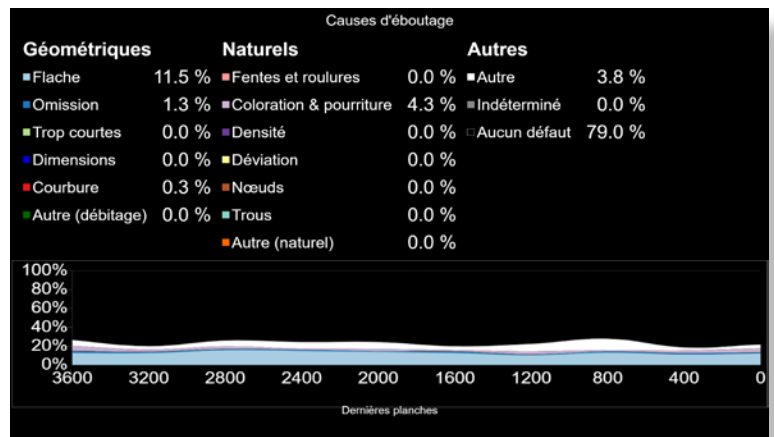 Causes d'éboutage
Géométriques Naturels Autres
Flache 11.5 % Fentes et roulures 0.0 % Autre 3.8 %
Omission 1.3 % Coloration & pourriture 4.3 % Indéterminé 0.0 %
Trop courtes 0.0 % Densité 0.0 % Aucun défaut 79.0 %
Dimensions 0.0 % Déviation 0.0 %
Courbure 0.3 % Nœuds 0.0 %
Autre (débitage) 0.0 % Trous 0.0 %
Autre (naturel) 0.0 %
100%
80%
60%
40%
20%
0%
3600 3200 2800 2400 2000 1600 1200 800 400 0
Dernières planches